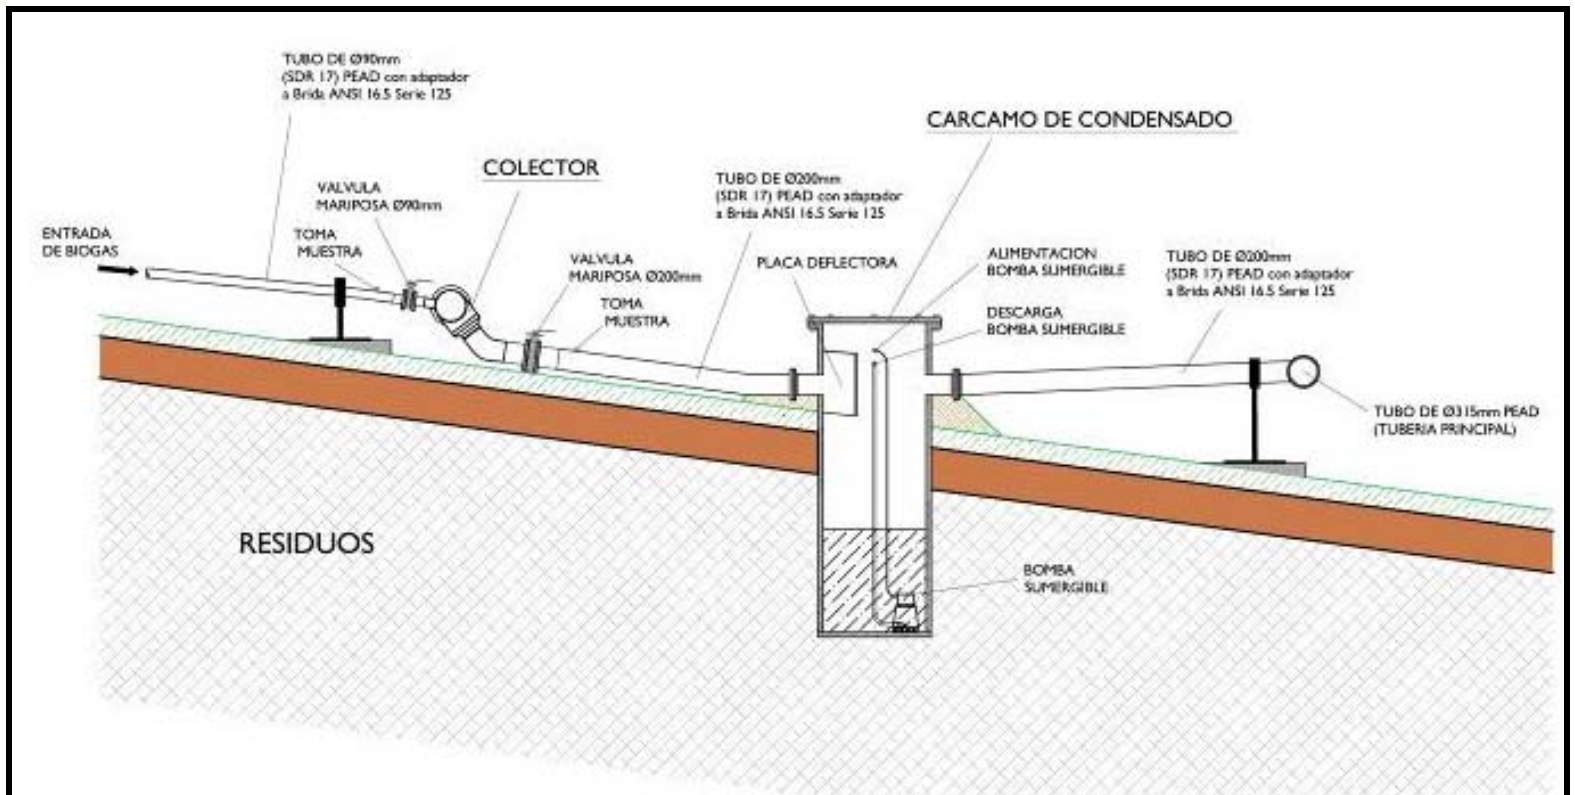 TUBO DE Ø90mm
(SDR 17) PEAD con adaptador
a Brida ANSI 16.5 Serie 125
CARCAMO DE CONDENSADO
COLECTOR
VALVULA
MARIPOSA Ø90mm
TUBO DE Ø200mm
(SDR 17) PEAD con adaptador
a Brida ANSI 16.5 Serie 125
ENTRADA
DE BIOGAS
TOMA
MUESTRA
VALVULA
MARIPOSA Ø200mm
PLACA DEFLECTORA
ALIMENTACION
BOMBA SUMERGIBLE
TUBO DE Ø200mm
(SDR 17) PEAD con adaptador
a Brida ANSI 16.5 Serie 125
TOMA
MUESTRA
DESCARGA
BOMBA SUMERGIBLE
TUBO DE Ø315mm PEAD
(TUBERIA PRINCIPAL)
RESIDUOS
BOMBA
SUMERGIBLE